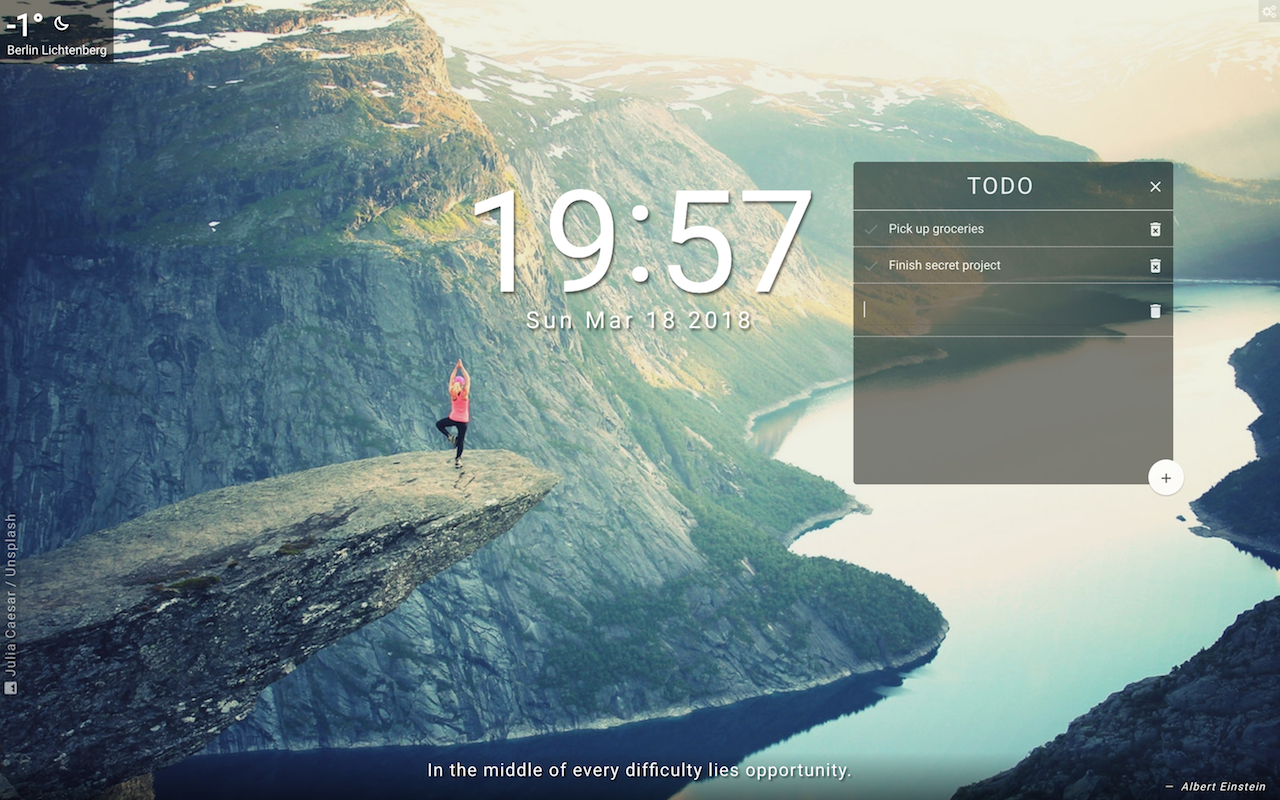 -1°
Berlin Lichtenberg
19:57
Sun Mar 18 2018
TODO
Pick up groceries
Finish secret project
Julia Caesar / Unsplash
In the middle of every difficulty lies opportunity.
— Albert Einstein